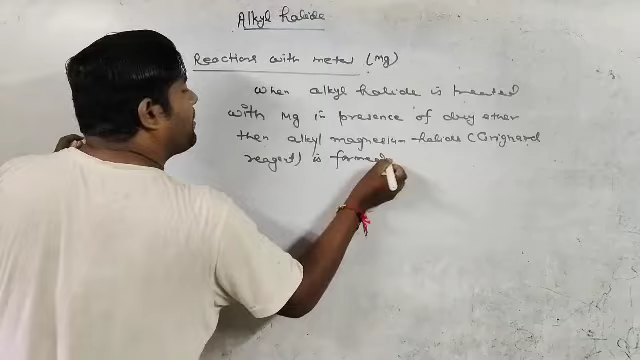 Alkyl halide
Reactions with metal (Mg)
When alkyl halide is treated
with Mg in presence of dry ether
then alkyl magnesium halide (Grignard
reagent) is formed